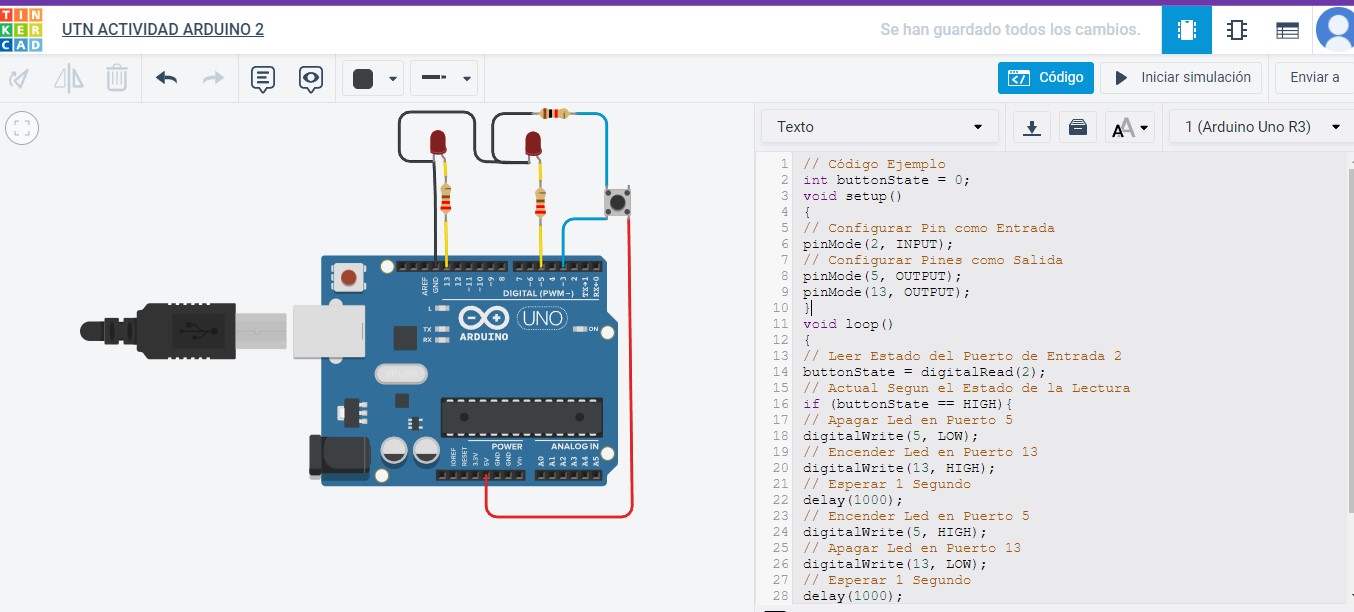 TIN
KER
CAD
UTN ACTIVIDAD ARDUINO 2
Se han guardado todos los cambios.
Código
Iniciar simulación
Enviar a
Texto
1 (Arduino Uno R3)
AREF
GND
13
12
~11
~10
~9
8
7
~6
~5
4
~3
2
TX→1
RX←0
DIGITAL (PWM~)
L
TX
RX
ARDUINO
UNO
ON
POWER
ANALOG IN
IOREF
RESET
3.3V
5V
GND
GND
Vin
A0
A1
A2
A3
A4
A5
1 // Código Ejemplo
2 int buttonState = 0;
3 void setup()
4 {
5 // Configurar Pin como Entrada
6 pinMode(2, INPUT);
7 // Configurar Pines como Salida
8 pinMode(5, OUTPUT);
9 pinMode(13, OUTPUT);
10 }
11 void loop()
12 {
13 // Leer Estado del Puerto de Entrada 2
14 buttonState = digitalRead(2);
15 // Actual Segun el Estado de la Lectura
16 if (buttonState == HIGH){
17 // Apagar Led en Puerto 5
18 digitalWrite(5, LOW);
19 // Encender Led en Puerto 13
20 digitalWrite(13, HIGH);
21 // Esperar 1 Segundo
22 delay(1000);
23 // Encender Led en Puerto 5
24 digitalWrite(5, HIGH);
25 // Apagar Led en Puerto 13
26 digitalWrite(13, LOW);
27 // Esperar 1 Segundo
28 delay(1000);